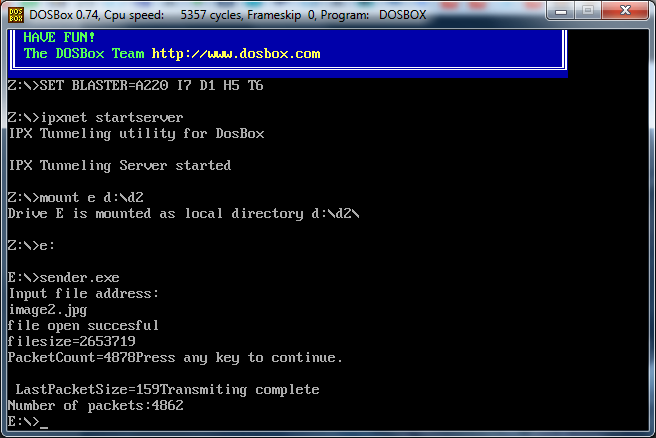 DOS
BOX
DOSBox 0.74, Cpu speed: 5357 cycles, Frameskip 0, Program: DOSBOX
HAVE FUN!
The DOSBox Team http://www.dosbox.com
Z:\>SET BLASTER=A220 I7 D1 H5 T6
Z:\>ipxnet startserver
IPX Tunneling utility for DosBox
IPX Tunneling Server started
Z:\>mount e d:\d2
Drive E is mounted as local directory d:\d2\
Z:\>e:
E:\>sender.exe
Input file address:
image2.jpg
file open succesful
filesize=2653719
PacketCount=4878Press any key to continue.
LastPacketSize=159Transmiting complete
Number of packets:4862
E:\>_